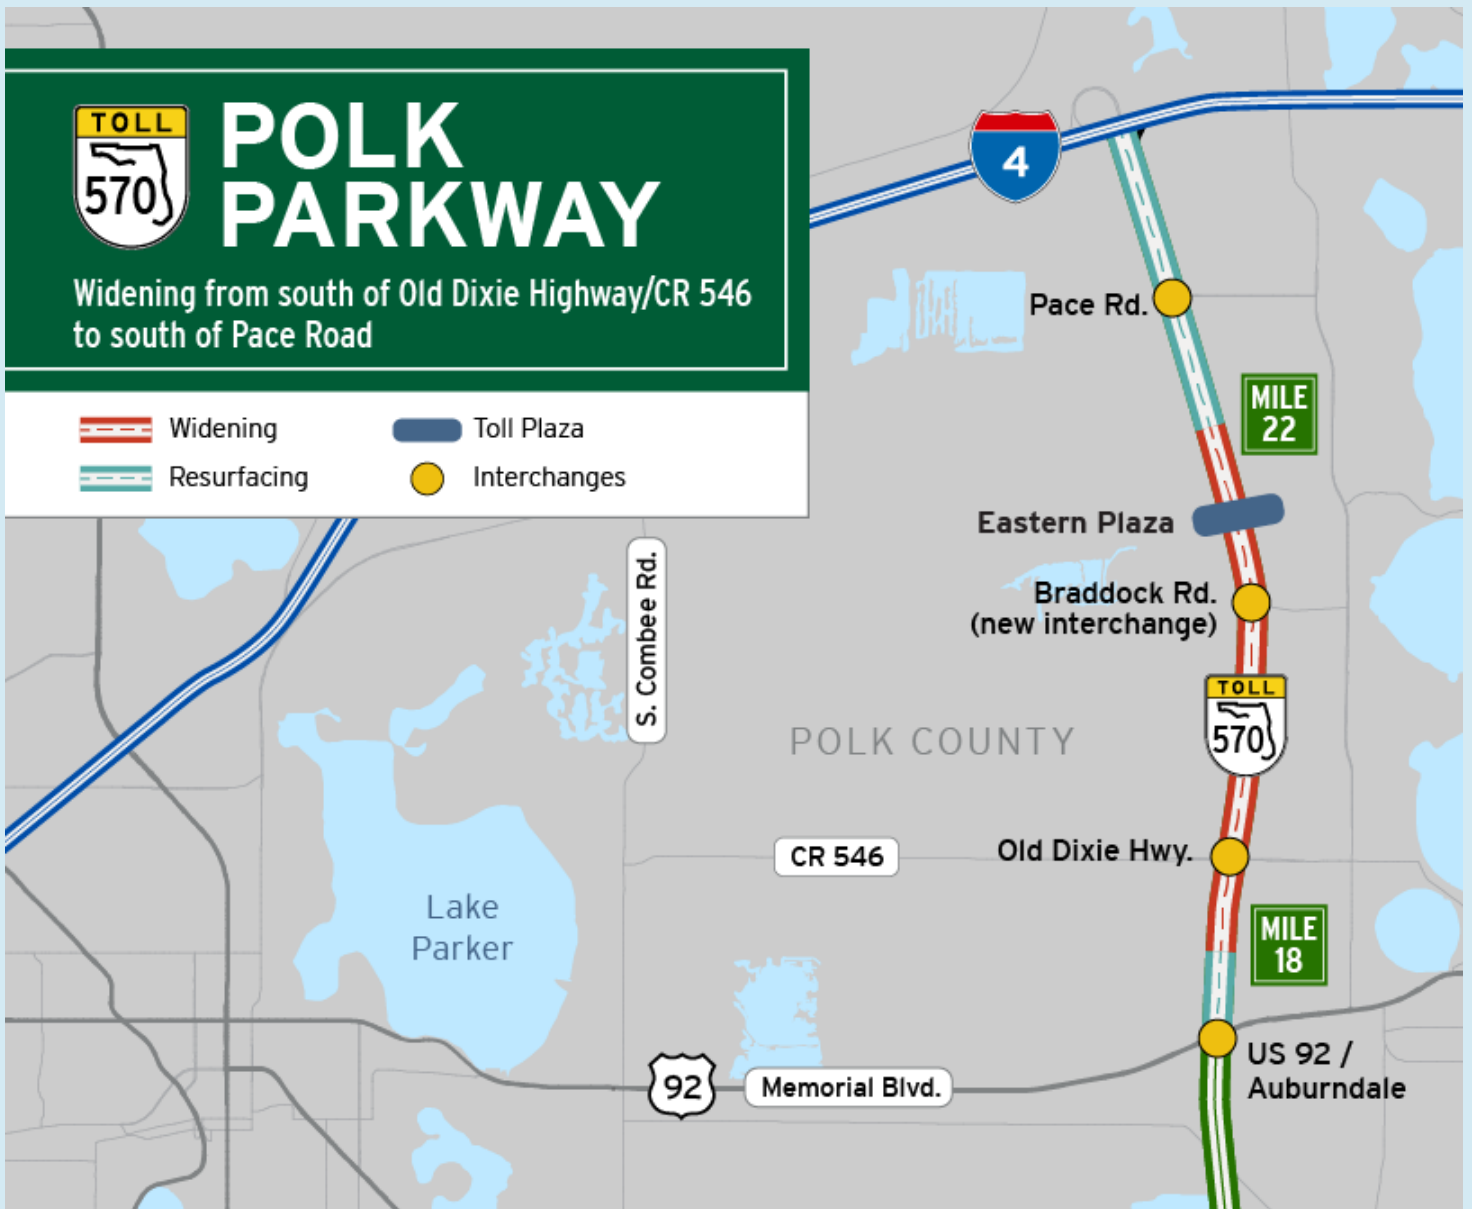 TOLL
570
POLK
PARKWAY
Widening from south of Old Dixie Highway/CR 546
to south of Pace Road
Widening
Toll Plaza
Resurfacing
Interchanges
4
Pace Rd.
MILE
22
Eastern Plaza
Braddock Rd.
(new interchange)
S. Combee Rd.
TOLL
570
POLK COUNTY
CR 546
Old Dixie Hwy.
Lake
Parker
MILE
18
US 92 /
Auburndale
92
Memorial Blvd.